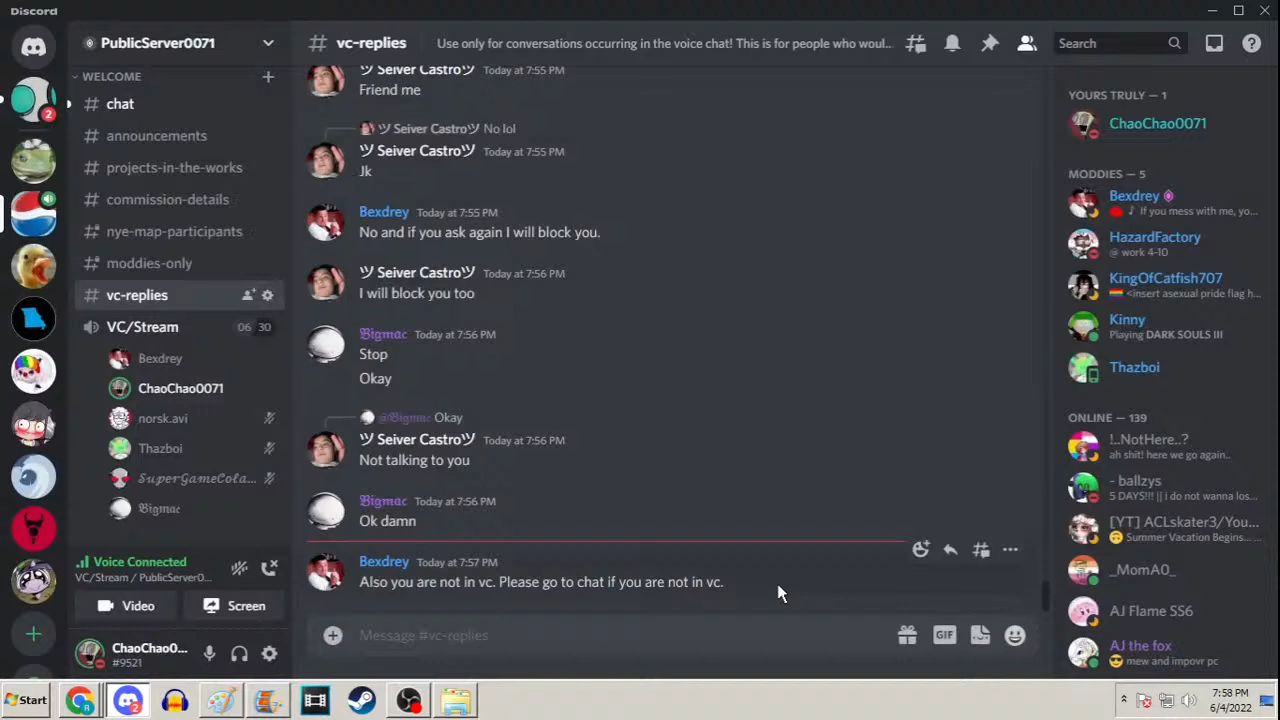 Discord
PublicServer0071
WELCOME
chat
announcements
projects-in-the-works
commission-details
nye-map-participants
moddies-only
vc-replies
VC/Stream
06 30
Bexdrey
ChaoChao0071
norsk.avi
Thazboi
𝓢𝓾𝓹𝓮𝓻𝓖𝓪𝓶𝓮𝓒𝓸𝓵𝓪...
𝔅𝔦𝔤𝔪𝔞𝔠
Voice Connected
VC/Stream / PublicServer0...
Video
Screen
ChaoChao0...
#9521
# vc-replies
Use only for conversations occurring in the voice chat! This is for people who woul...
Search
ツ Seiver Castroツ Today at 7:55 PM
Friend me
ツ Seiver Castroツ No lol
ツ Seiver Castroツ Today at 7:55 PM
Jk
Bexdrey Today at 7:55 PM
No and if you ask again I will block you.
ツ Seiver Castroツ Today at 7:56 PM
I will block you too
𝔅𝔦𝔤𝔪𝔞𝔠 Today at 7:56 PM
Stop
Okay
@𝔅𝔦𝔤𝔪𝔞𝔠 Okay
ツ Seiver Castroツ Today at 7:56 PM
Not talking to you
𝔅𝔦𝔤𝔪𝔞𝔠 Today at 7:56 PM
Ok damn
Bexdrey Today at 7:57 PM
Also you are not in vc. Please go to chat if you are not in vc.
Message #vc-replies
GIF
YOURS TRULY — 1
ChaoChao0071
MODDIES — 5
Bexdrey
If you mess with me, yo...
HazardFactory
@ work 4-10
KingOfCatfish707
<insert asexual pride flag h...
Kinny
Playing DARK SOULS III
Thazboi
ONLINE — 139
!..NotHere..?
ah shit! here we go again..
- ballzys
5 DAYS!!! || i do not wanna los...
[YT] ACLskater3/You...
Summer Vacation Begins...
_MomA0_
AJ Flame SS6
AJ the fox
mew and impovr pc
Start
2
2
7:58 PM
6/4/2022